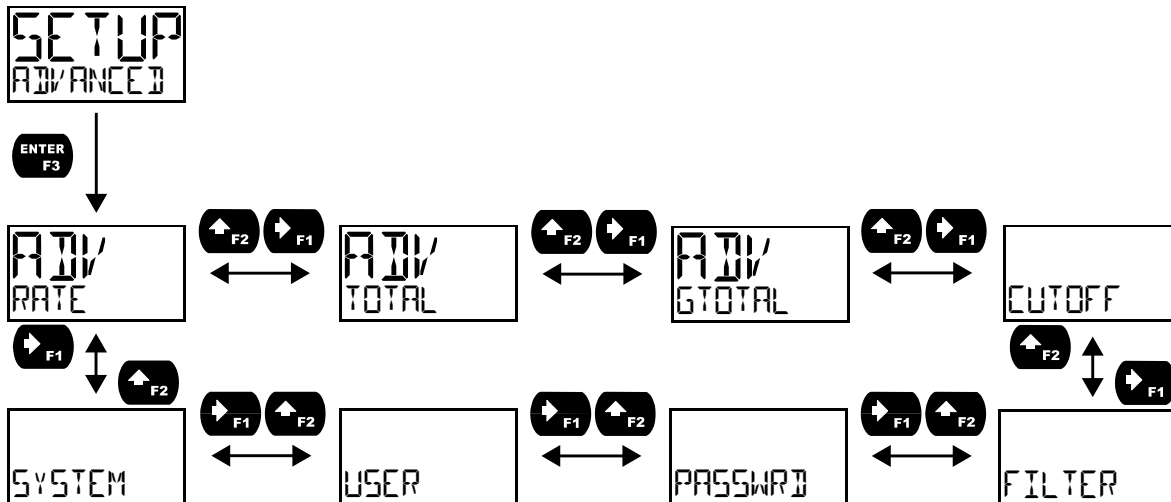 SETUP
ADVANCED
ENTER
F3
F2 F1
F2 F1
F2 F1
ADV
RATE
ADV
TOTAL
ADV
GTOTAL
CUTOFF
F1
F2
F2
F1
F1 F2
F1 F2
F1 F2
SYSTEM
USER
PASSWRD
FILTER